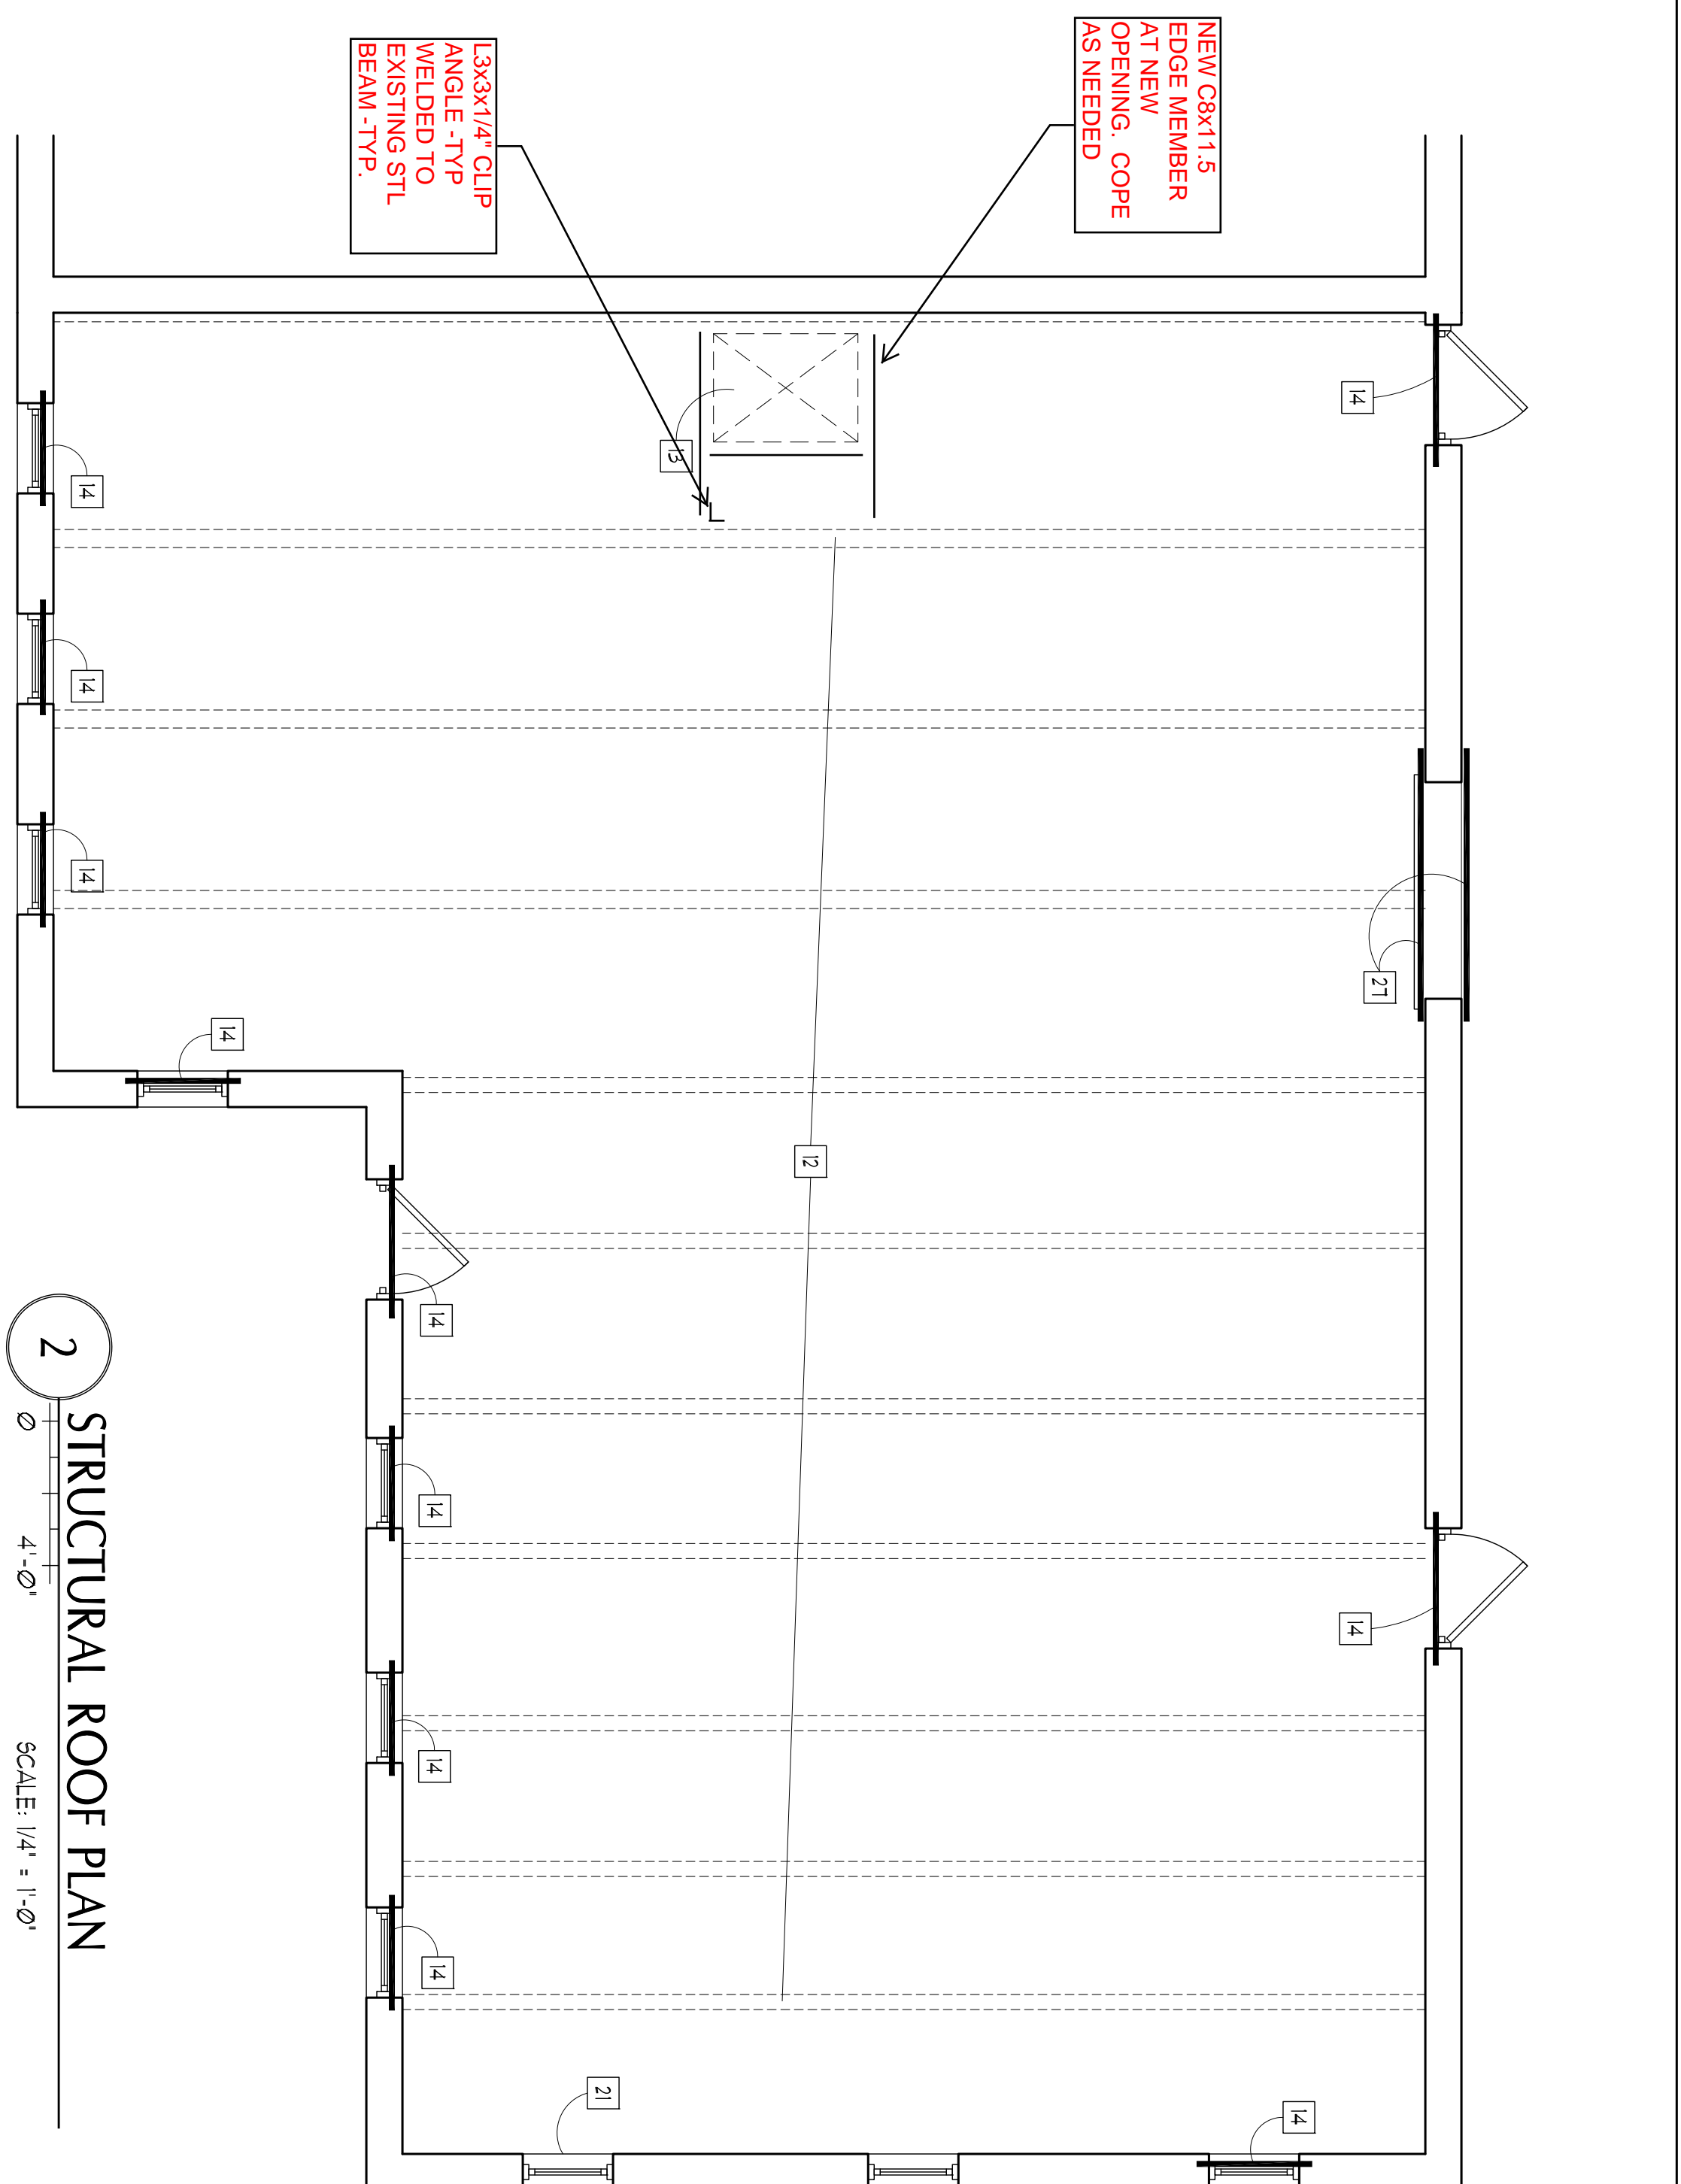 NEW C8x11.5
EDGE MEMBER
AT NEW
OPENING. COPE
AS NEEDED
L3x3x1/4" CLIP
ANGLE -TYP
WELDED TO
EXISTING STL
BEAM -TYP.
14
13
14
14
14
27
14
12
14
14
14
14
14
21
14
2
STRUCTURAL ROOF PLAN
0 4'-0" SCALE: 1/4" = 1'-0"